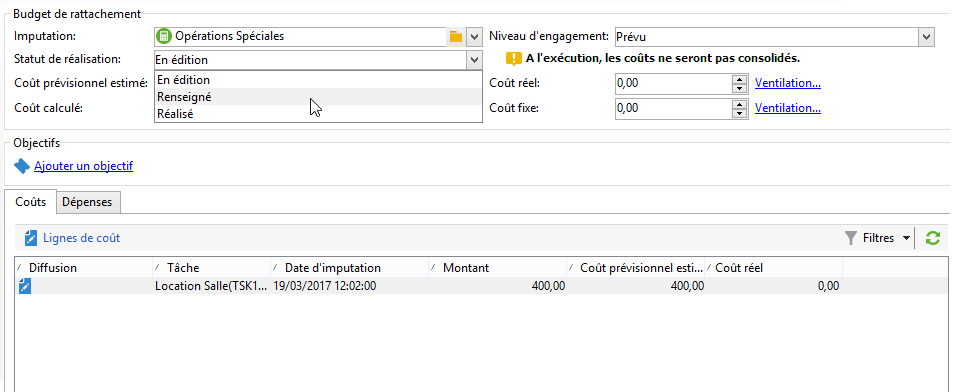 Budget de rattachement
Imputation: Opérations Spéciales Niveau d'engagement: Prévu
Statut de réalisation: En édition A l'exécution, les coûts ne seront pas consolidés.
Coût prévisionnel estimé: En édition Coût réel: 0,00 Ventilation...
Renseigné
Coût calculé: Réalisé Coût fixe: 0,00 Ventilation...
Objectifs
Ajouter un objectif
Coûts Dépenses
Lignes de coût Filtres
Diffusion Tâche Date d'imputation Montant Coût prévisionnel esti... Coût réel
Location Salle(TSK1... 19/03/2017 12:02:00 400,00 400,00 0,00